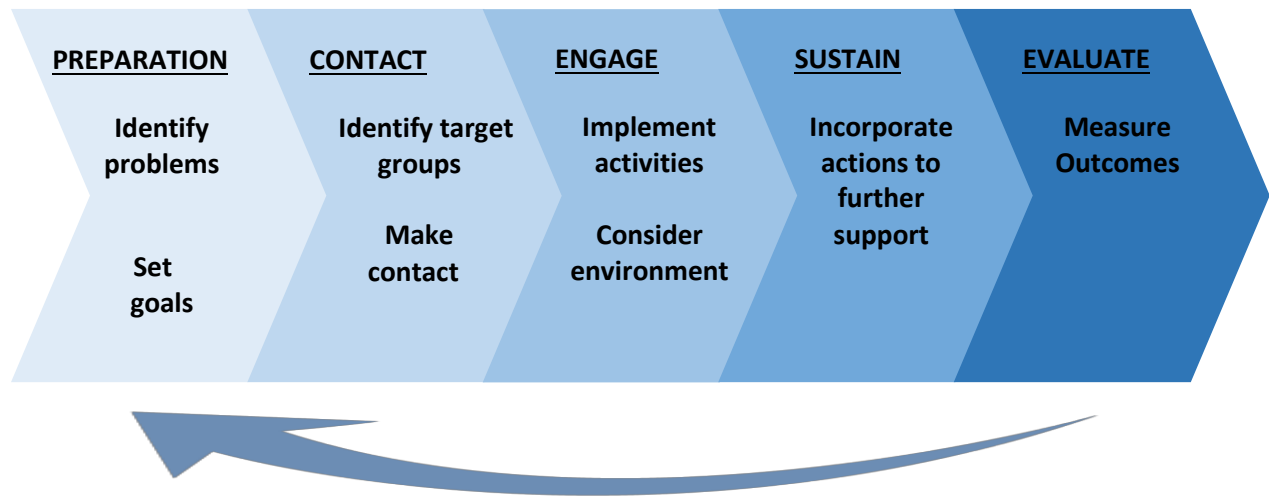 PREPARATION
Identify
problems
Set
goals
CONTACT
Identify target
groups
Make
contact
ENGAGE
Implement
activities
Consider
environment
SUSTAIN
Incorporate
actions to
further
support
EVALUATE
Measure
Outcomes